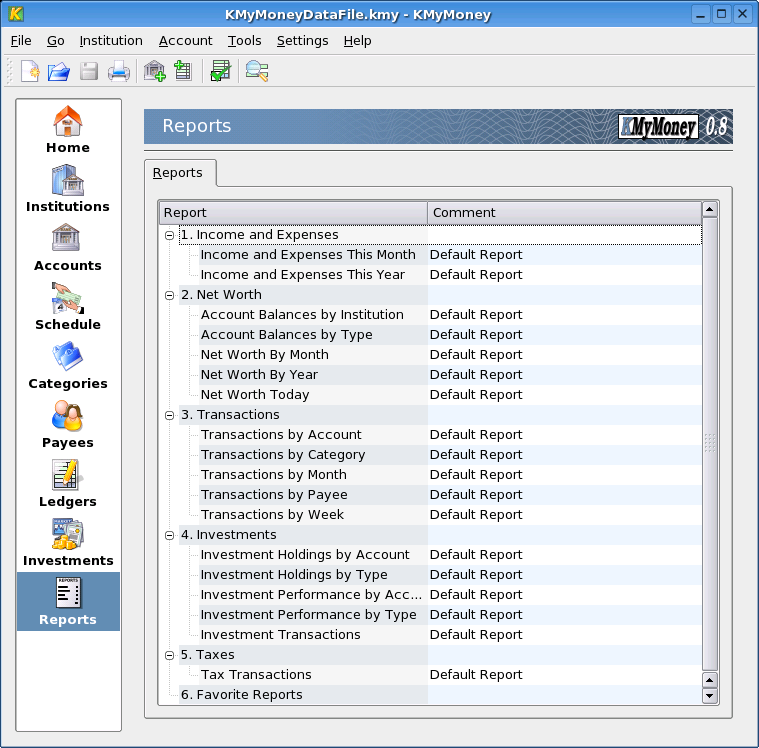 KMyMoneyDataFile.kmy - KMyMoney
File Go Institution Account Tools Settings Help
Home
Institutions
Accounts
Schedule
Categories
Payees
Ledgers
Investments
Reports
Reports KMyMoney 0.8
Reports
Report Comment
1. Income and Expenses
Income and Expenses This Month Default Report
Income and Expenses This Year Default Report
2. Net Worth
Account Balances by Institution Default Report
Account Balances by Type Default Report
Net Worth By Month Default Report
Net Worth By Year Default Report
Net Worth Today Default Report
3. Transactions
Transactions by Account Default Report
Transactions by Category Default Report
Transactions by Month Default Report
Transactions by Payee Default Report
Transactions by Week Default Report
4. Investments
Investment Holdings by Account Default Report
Investment Holdings by Type Default Report
Investment Performance by Acc... Default Report
Investment Performance by Type Default Report
Investment Transactions Default Report
5. Taxes
Tax Transactions Default Report
6. Favorite Reports